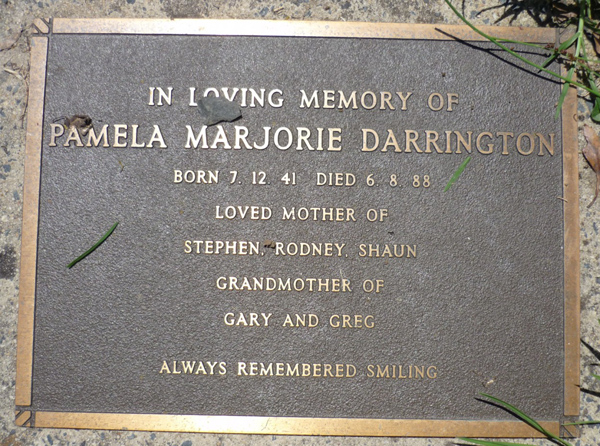 IN LOVING MEMORY OF
PAMELA MARJORIE DARRINGTON
BORN 7. 12. 41 DIED 6. 8. 88
LOVED MOTHER OF
STEPHEN, RODNEY, SHAUN
GRANDMOTHER OF
GARY AND GREG
ALWAYS REMEMBERED SMILING